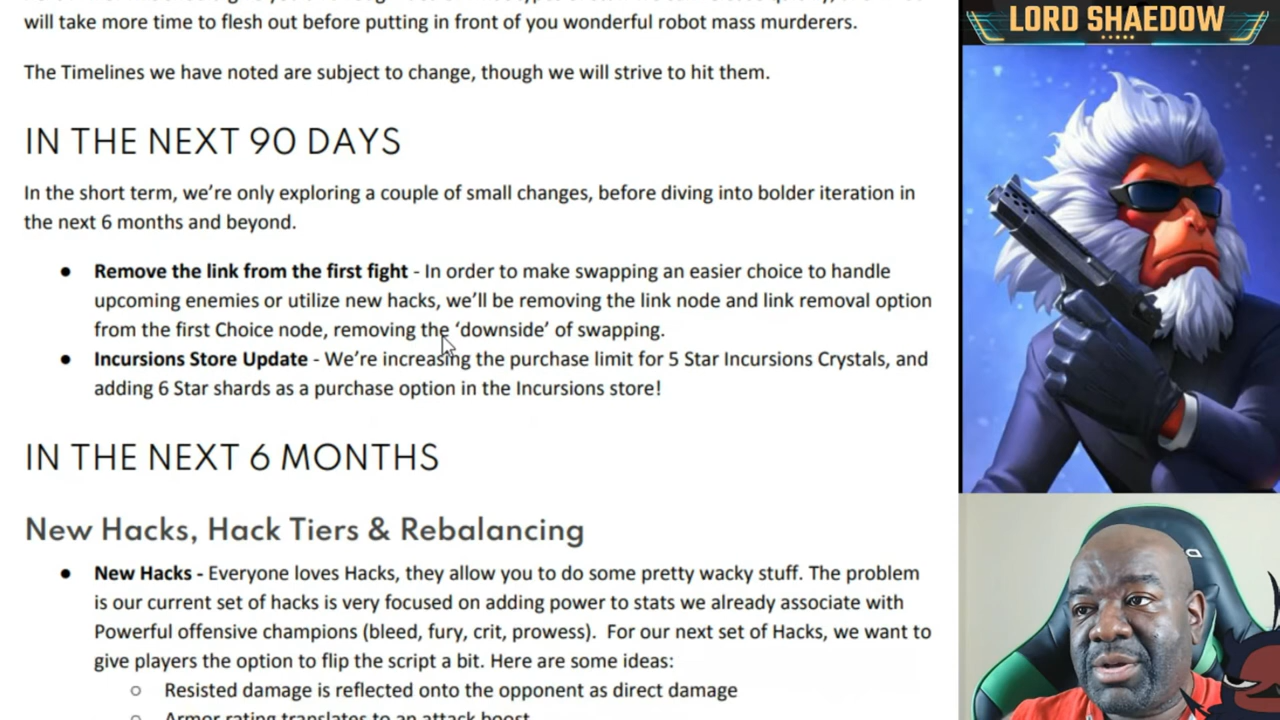 will take more time to flesh out before putting in front of you wonderful robot mass murderers.
The Timelines we have noted are subject to change, though we will strive to hit them.
IN THE NEXT 90 DAYS
In the short term, we're only exploring a couple of small changes, before diving into bolder iteration in
the next 6 months and beyond.
● Remove the link from the first fight - In order to make swapping an easier choice to handle
upcoming enemies or utilize new hacks, we'll be removing the link node and link removal option
from the first Choice node, removing the 'downside' of swapping.
● Incursions Store Update - We're increasing the purchase limit for 5 Star Incursions Crystals, and
adding 6 Star shards as a purchase option in the Incursions store!
IN THE NEXT 6 MONTHS
New Hacks, Hack Tiers & Rebalancing
● New Hacks - Everyone loves Hacks, they allow you to do some pretty wacky stuff. The problem
is our current set of hacks is very focused on adding power to stats we already associate with
Powerful offensive champions (bleed, fury, crit, prowess). For our next set of Hacks, we want to
give players the option to flip the script a bit. Here are some ideas:
○ Resisted damage is reflected onto the opponent as direct damage
Armor rating translates to an attack boost
LORD SHAEDOW